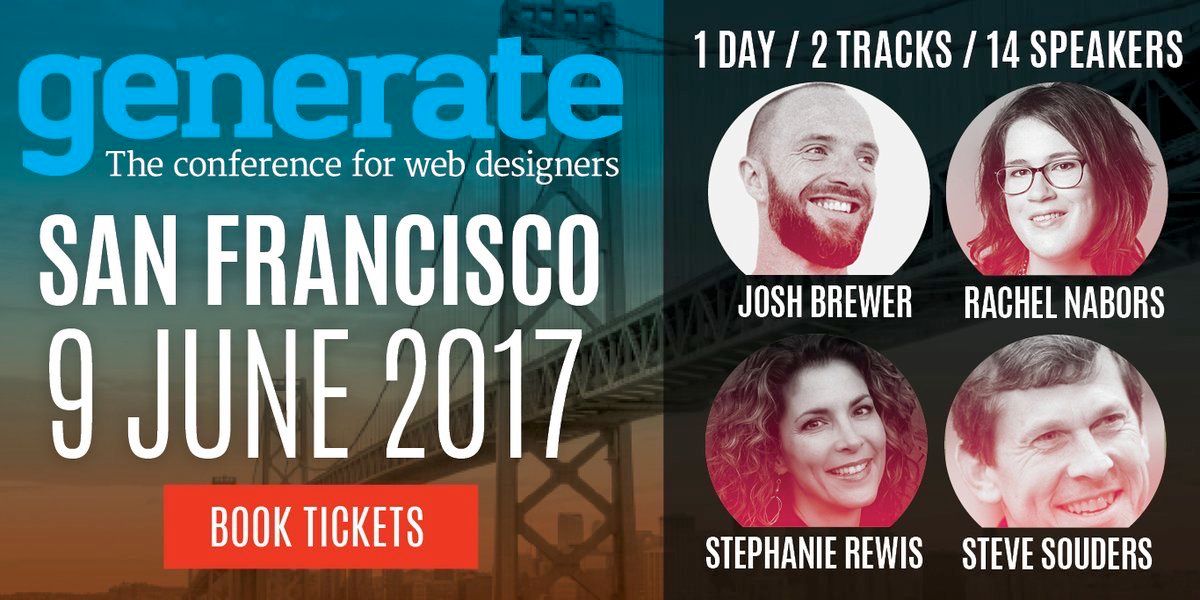 generate
The conference for web designers
SAN FRANCISCO
9 JUNE 2017
BOOK TICKETS
1 DAY / 2 TRACKS / 14 SPEAKERS
JOSH BREWER
RACHEL NABORS
STEPHANIE REWIS
STEVE SOUDERS